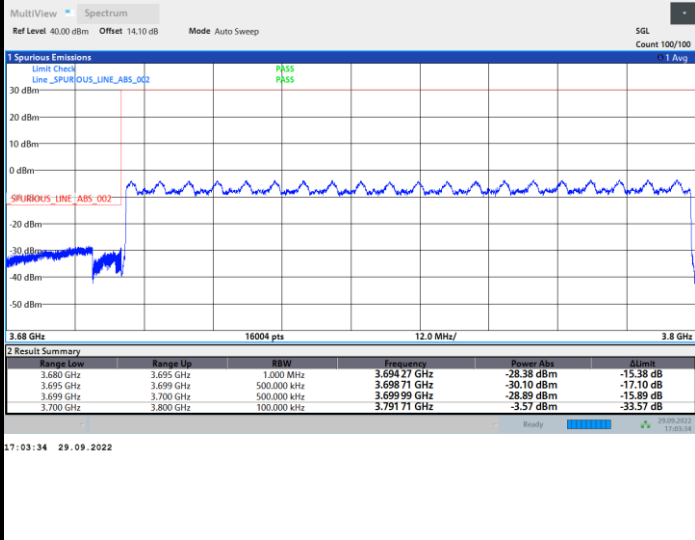 MultiView Spectrum
Ref Level 40.00 dBm Offset 14.10 dB Mode Auto Sweep SGL
Count 100/100
1 Spurious Emissions 1 Avg
Limit Check PASS
Line _SPURIOUS_LINE_ABS_002 PASS
30 dBm
20 dBm
10 dBm
0 dBm
-10 dBm
_SPURIOUS_LINE_ABS_002
-20 dBm
-30 dBm
-40 dBm
-50 dBm
3.68 GHz 16004 pts 12.0 MHz/ 3.8 GHz
2 Result Summary
Range Low Range Up RBW Frequency Power Abs ΔLimit
3.680 GHz 3.695 GHz 1.000 MHz 3.694 27 GHz -28.38 dBm -15.38 dB
3.695 GHz 3.699 GHz 500.000 kHz 3.698 71 GHz -30.10 dBm -17.10 dB
3.699 GHz 3.700 GHz 500.000 kHz 3.699 99 GHz -28.89 dBm -15.89 dB
3.700 GHz 3.800 GHz 100.000 kHz 3.791 71 GHz -3.57 dBm -33.57 dB
Ready 29.09.2022
17:03:34
17:03:34 29.09.2022